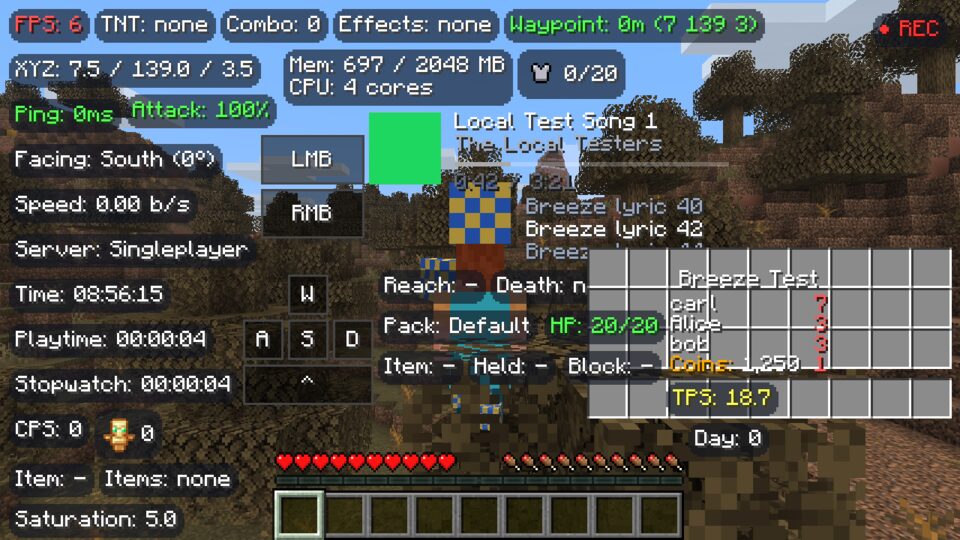 FPS: 6 TNT: none Combo: 0 Effects: none Waypoint: 0m (7 139 3)
REC
XYZ: 7.5 / 139.0 / 3.5
Mem: 697 / 2048 MB
CPU: 4 cores
0/20
Ping: 0ms Attack: 100%
Local Test Song 1
The Local Testers
0:42 / 3:21
Facing: South (0°)
LMB
Speed: 0.00 b/s
RMB
Breeze lyric 40
Breeze lyric 42
Breeze lyric 44
Server: Singleplayer
Time: 08:56:15
W
Reach: - Death: n
Breeze Test
carl 7
Alice 3
bob 3
Coins: 1,250 1
Playtime: 00:00:04
A S D
Pack: Default HP: 20/20
Stopwatch: 00:00:04
^
Item: - Held: - Block: -
TPS: 18.7
CPS: 0
0
Day: 0
Item: - Items: none
Saturation: 5.0